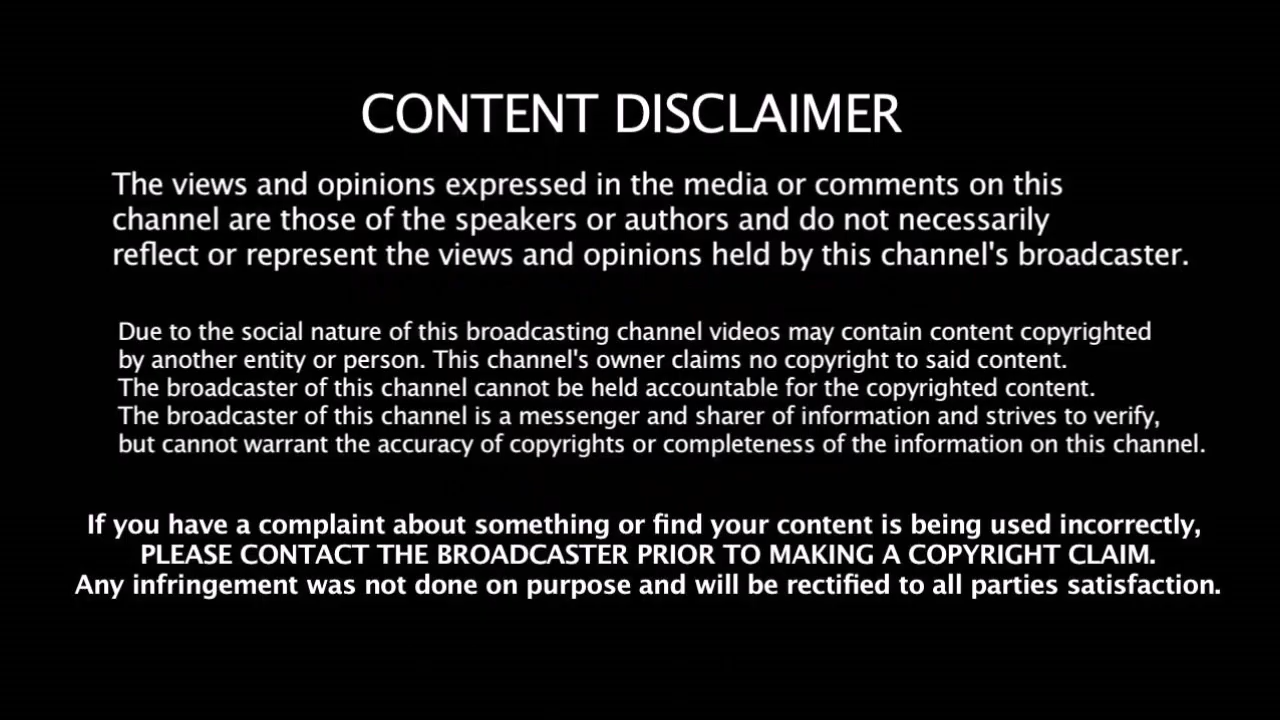 CONTENT DISCLAIMER
The views and opinions expressed in the media or comments on this
channel are those of the speakers or authors and do not necessarily
reflect or represent the views and opinions held by this channel's broadcaster.
Due to the social nature of this broadcasting channel videos may contain content copyrighted
by another entity or person. This channel's owner claims no copyright to said content.
The broadcaster of this channel cannot be held accountable for the copyrighted content.
The broadcaster of this channel is a messenger and sharer of information and strives to verify,
but cannot warrant the accuracy of copyrights or completeness of the information on this channel.
If you have a complaint about something or find your content is being used incorrectly,
PLEASE CONTACT THE BROADCASTER PRIOR TO MAKING A COPYRIGHT CLAIM.
Any infringement was not done on purpose and will be rectified to all parties satisfaction.